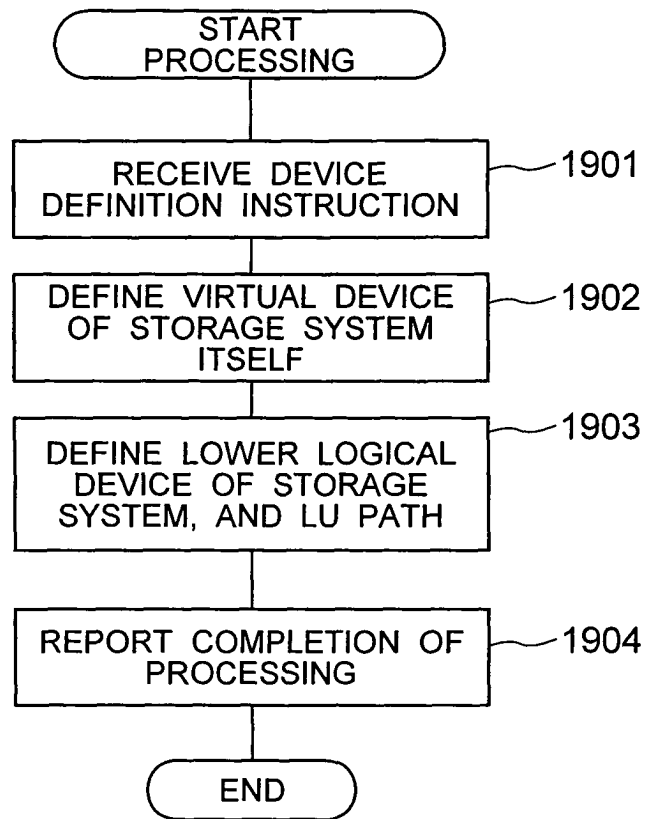 START
PROCESSING
RECEIVE DEVICE
DEFINITION INSTRUCTION
1901
DEFINE VIRTUAL DEVICE
OF STORAGE SYSTEM
ITSELF
1902
DEFINE LOWER LOGICAL
DEVICE OF STORAGE
SYSTEM, AND LU PATH
1903
REPORT COMPLETION OF
PROCESSING
1904
END